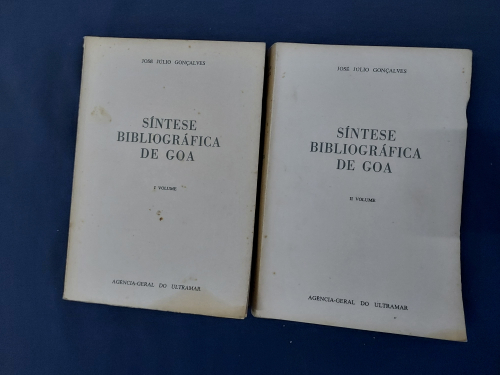 JOSÉ JÚLIO GONÇALVES
SÍNTESE
BIBLIOGRÁFICA
DE GOA
I VOLUME
AGÊNCIA-GERAL DO ULTRAMAR
JOSÉ JÚLIO GONÇALVES
SÍNTESE
BIBLIOGRÁFICA
DE GOA
II VOLUME
AGÊNCIA-GERAL DO ULTRAMAR